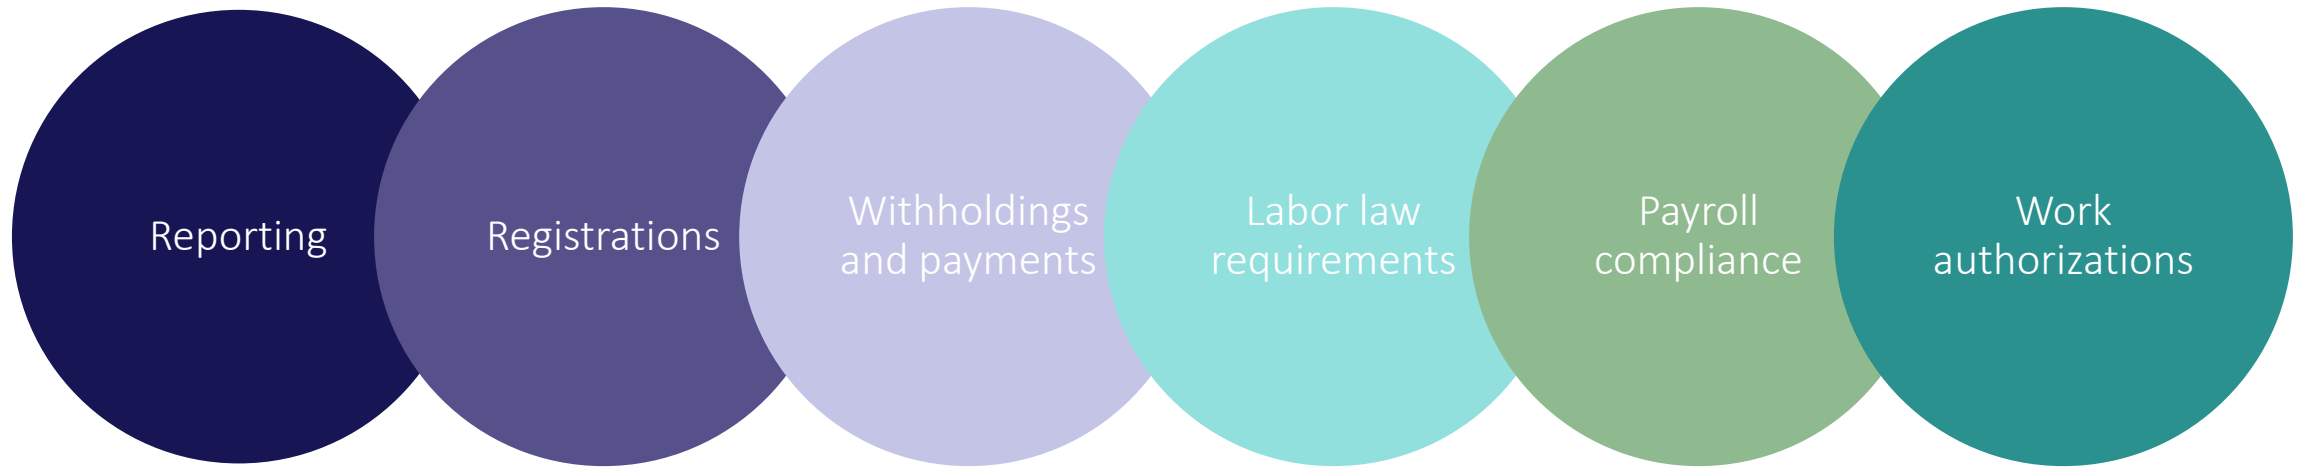 Reporting
Registrations
Withholdings
and payments
Labor law
requirements
Payroll
compliance
Work
authorizations